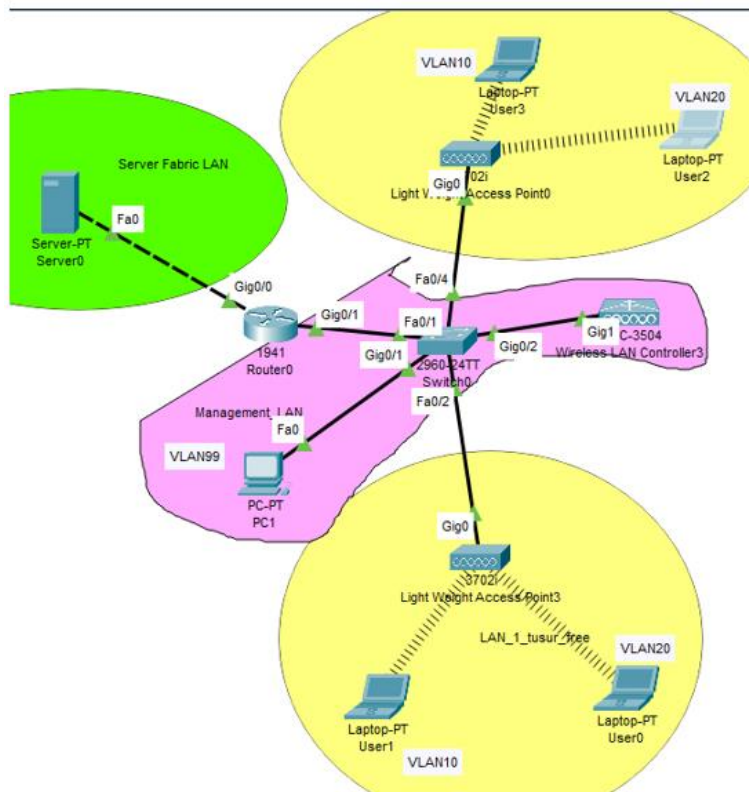 VLAN10
Laptop-PT
User3
VLAN20
Laptop-PT
User2
702i
Light Weight Access Point0
Gig0
Server Fabric LAN
Fa0
Server-PT
Server0
Gig0/0
Fa0/4
Gig0/1
Fa0/1
1941
Router0
Gig0/1
2960-24TT
Switch0
Gig0/2
Gig1
C-3504
Wireless LAN Controller3
Fa0/2
Management_LAN
Fa0
VLAN99
PC-PT
PC1
Gig0
3702i
Light Weight Access Point3
LAN_1_tusur_free
VLAN20
Laptop-PT
User1
Laptop-PT
User0
VLAN10